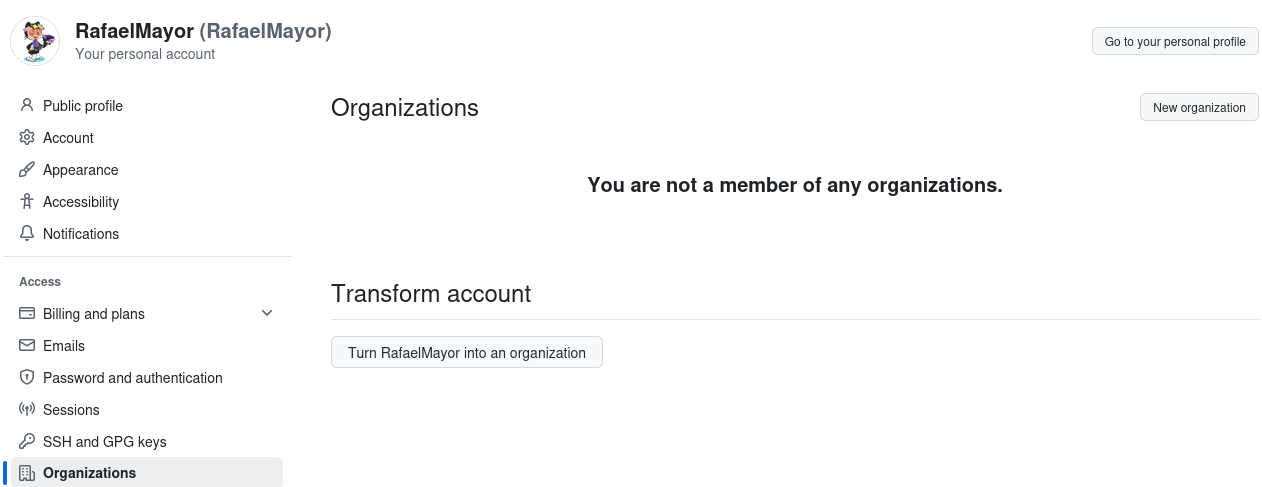 RafaelMayor (RafaelMayor)
Your personal account
Go to your personal profile
Public profile
Account
Appearance
Accessibility
Notifications
Access
Billing and plans
Emails
Password and authentication
Sessions
SSH and GPG keys
Organizations
Organizations
New organization
You are not a member of any organizations.
Transform account
Turn RafaelMayor into an organization